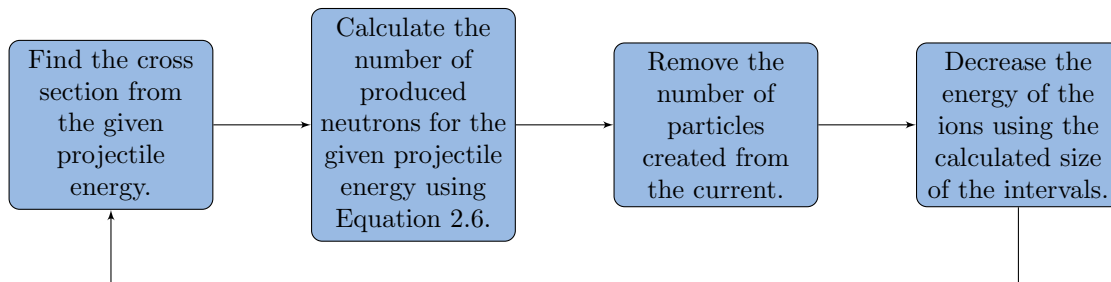 Find the cross
section from
the given
projectile
energy.
Calculate the
number of
produced
neutrons for the
given projectile
energy using
Equation 2.6.
Remove the
number of
particles
created from
the current.
Decrease the
energy of the
ions using the
calculated size
of the intervals.